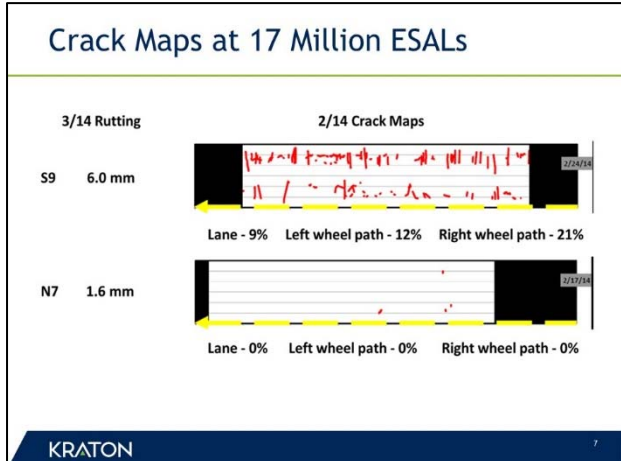 Crack Maps at 17 Million ESALs
3/14 Rutting 2/14 Crack Maps
S9 6.0 mm
2/24/14
Lane - 9% Left wheel path - 12% Right wheel path - 21%
N7 1.6 mm
2/17/14
Lane - 0% Left wheel path - 0% Right wheel path - 0%
KRATON 7